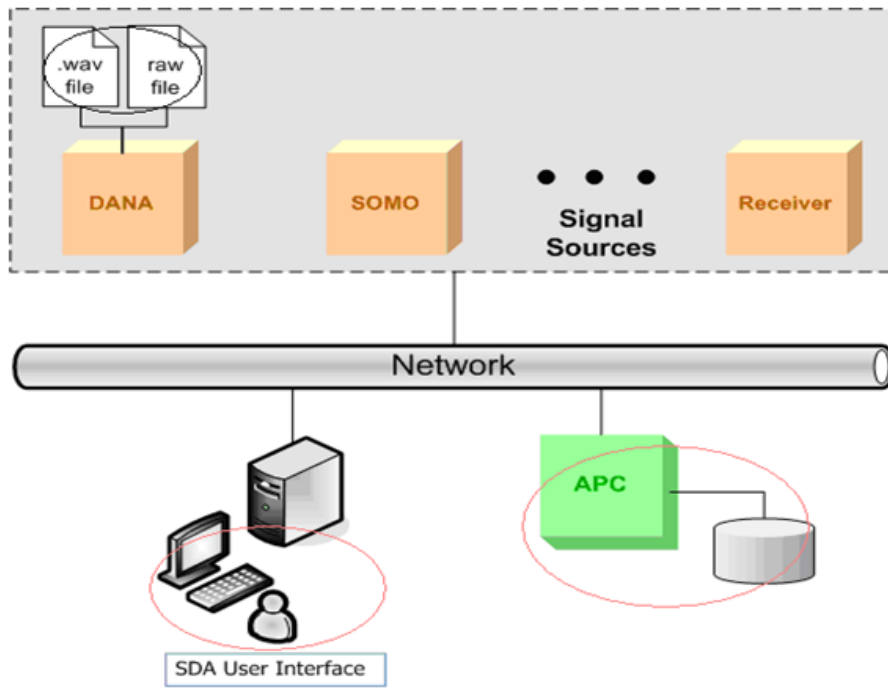 .wav
file
raw
file
DANA
SOMO
Signal
Sources
Receiver
Network
APC
SDA User Interface